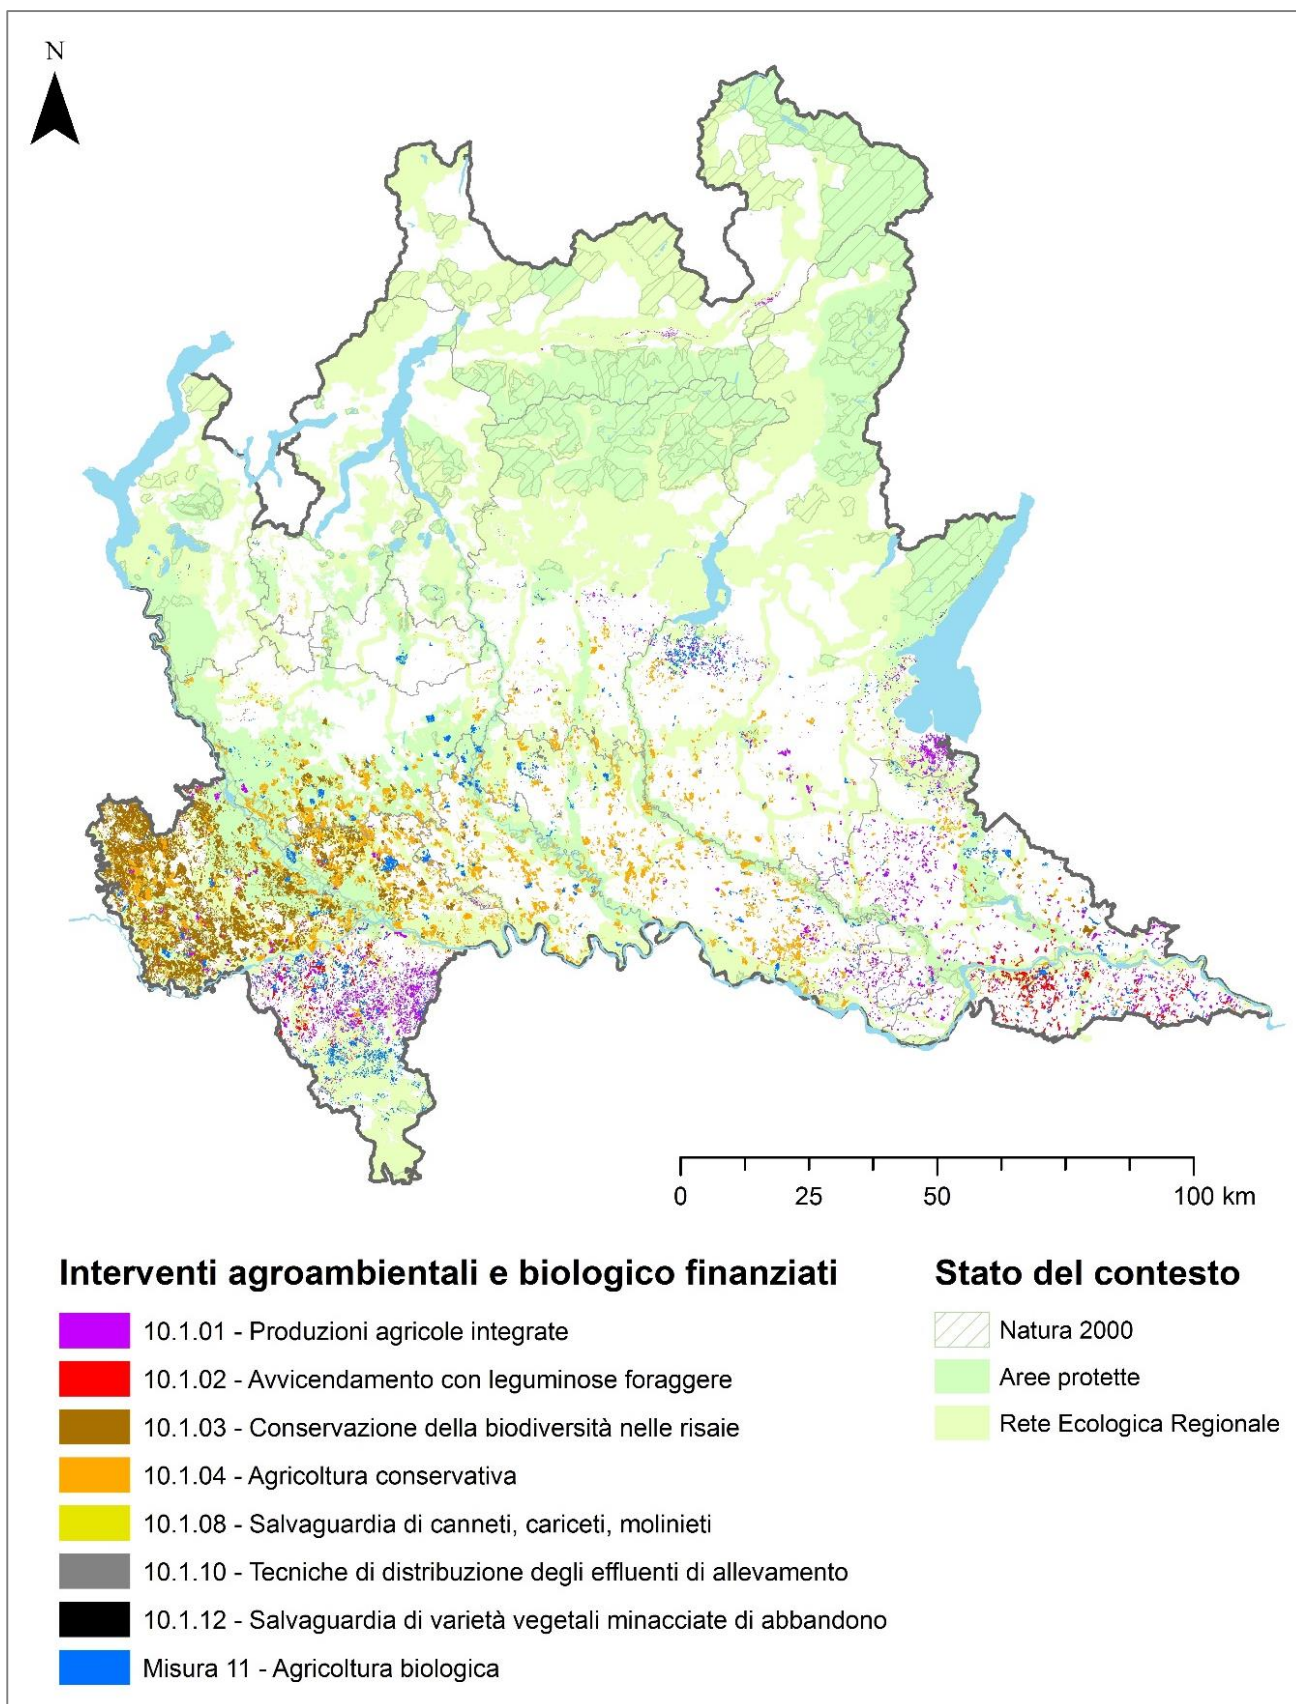 N
0 25 50 100 km
Interventi agroambientali e biologico finanziati
10.1.01 - Produzioni agricole integrate
10.1.02 - Avvicendamento con leguminose foraggere
10.1.03 - Conservazione della biodiversità nelle risaie
10.1.04 - Agricoltura conservativa
10.1.08 - Salvaguardia di canneti, cariceti, molinieti
10.1.10 - Tecniche di distribuzione degli effluenti di allevamento
10.1.12 - Salvaguardia di varietà vegetali minacciate di abbandono
Misura 11 - Agricoltura biologica
Stato del contesto
Natura 2000
Aree protette
Rete Ecologica Regionale